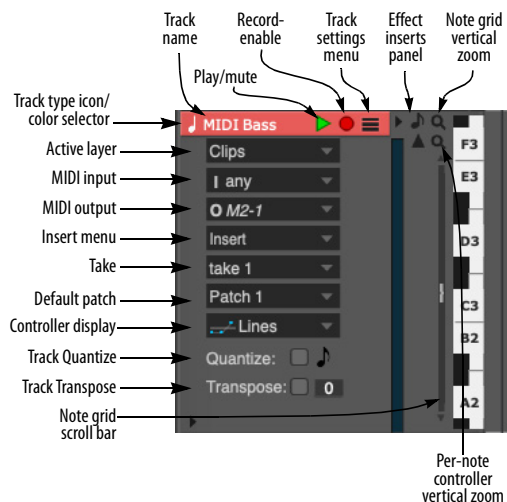 Track
name
Record-
enable
Track
settings
menu
Effect
inserts
panel
Note grid
vertical
zoom
Play/mute
Track type icon/
color selector
MIDI Bass
Active layer
Clips
MIDI input
I any
MIDI output
O M2-1
Insert menu
Insert
Take
take 1
Default patch
Patch 1
Controller display
Lines
Track Quantize
Quantize:
Track Transpose
Transpose:
0
Note grid
scroll bar
F3
E3
D3
C3
B2
A2
Per-note
controller
vertical zoom